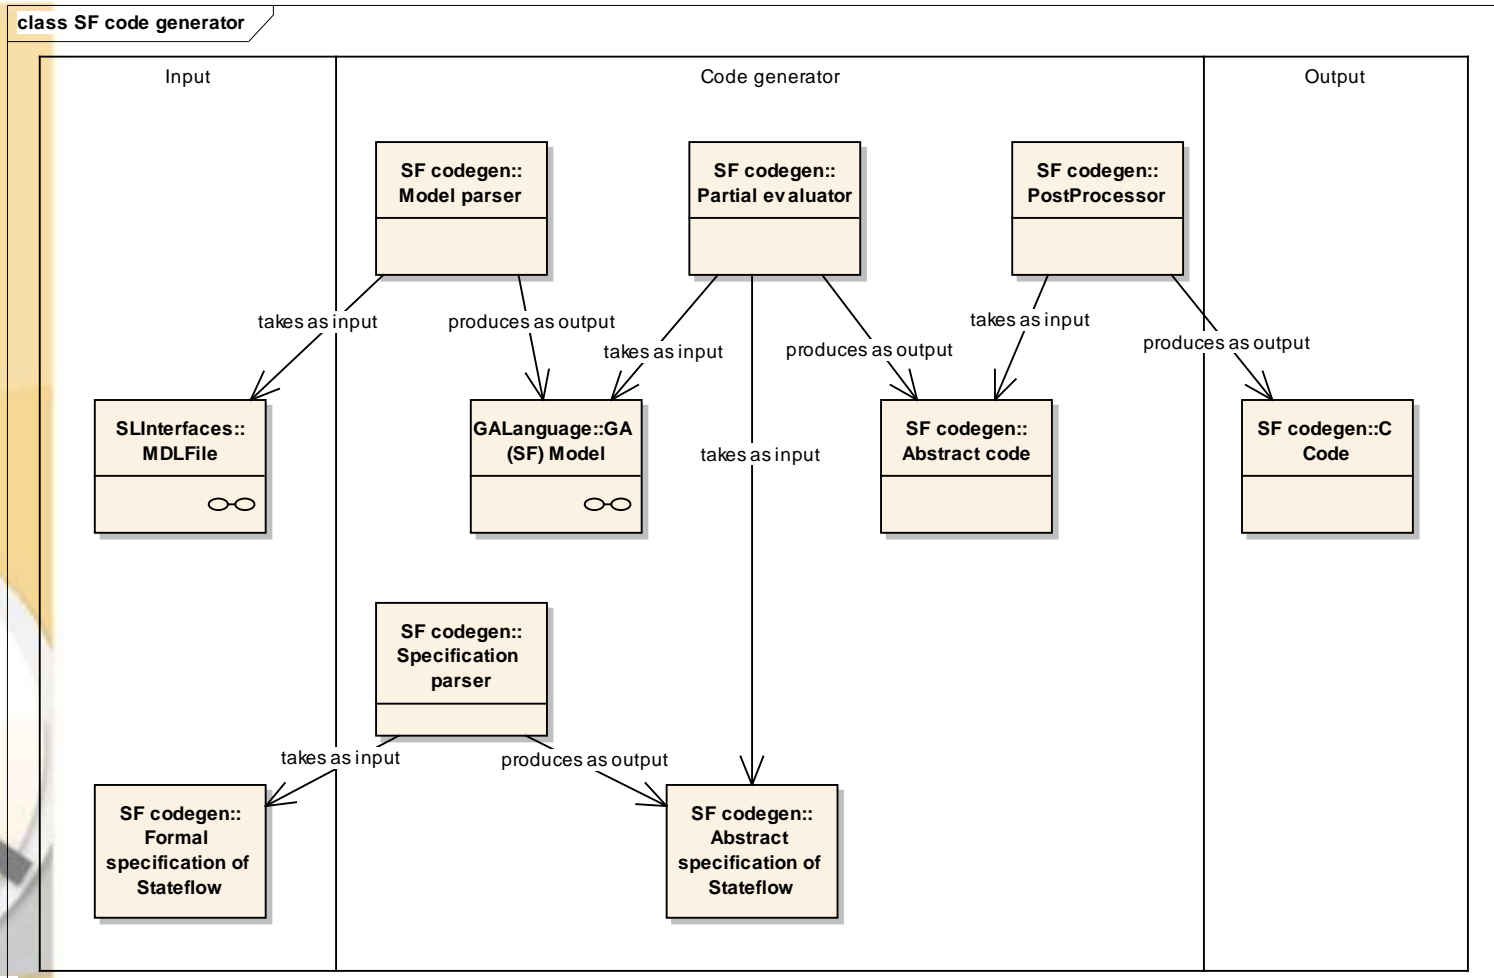 class SF code generator
Input
Code generator
Output
SF codegen::
Model parser
SF codegen::
Partial evaluator
SF codegen::
PostProcessor
takes as input
produces as output
takes as input
produces as output
takes as input
produces as output
SLInterfaces::
MDLFile
GALanguage::GA
(SF) Model
takes as input
SF codegen::
Abstract code
SF codegen::C
Code
SF codegen::
Specification
parser
takes as input
produces as output
SF codegen::
Formal
specification of
Stateflow
SF codegen::
Abstract
specification of
Stateflow